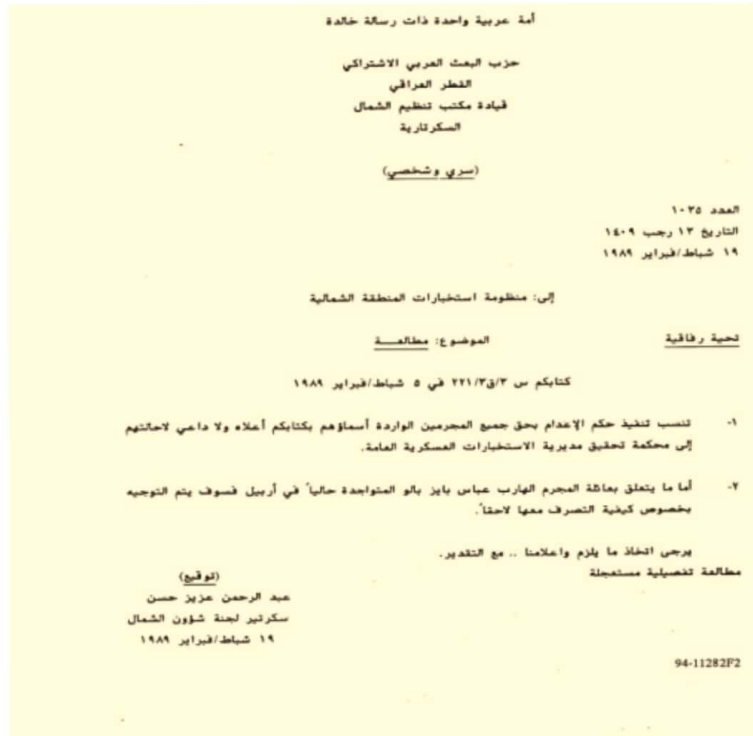 أمة عربية واحدة ذات رسالة خالدة
حزب البعث العربي الاشتراكي
القطر العراقي
قيادة مكتب تنظيم الشمال
السكرتارية
(سري وشخصي)
العدد ١٠٣٥
التاريخ ١٣ رجب ١٤٠٩
١٩ شباط/فبراير ١٩٨٩
إلى: منظومة استخبارات المنطقة الشمالية
تحية رفاقية الموضوع: مطالعــة
كتابكم س ٣/ق٢٢١/٣ في ٥ شباط/فبراير ١٩٨٩
١- تنسب تنفيذ حكم الإعدام بحق جميع المجرمين الواردة أسماؤهم بكتابكم أعلاه ولا داعي لاحالتهم
إلى محكمة تحقيق مديرية الاستخبارات العسكرية العامة.
٢- أما ما يتعلق بعائلة المجرم الهارب عباس بايز بالو المتواجدة حالياً في أربيل فسوف يتم التوجيه
بخصوص كيفية التصرف معها لاحقاً.
يرجى اتخاذ ما يلزم واعلامنا .. مع التقدير.
مطالعة تفصيلية مستعجلة
(توقيع)
عبد الرحمن عزيز حسن
سكرتير لجنة شؤون الشمال
١٩ شباط/فبراير ١٩٨٩
94-11282F2